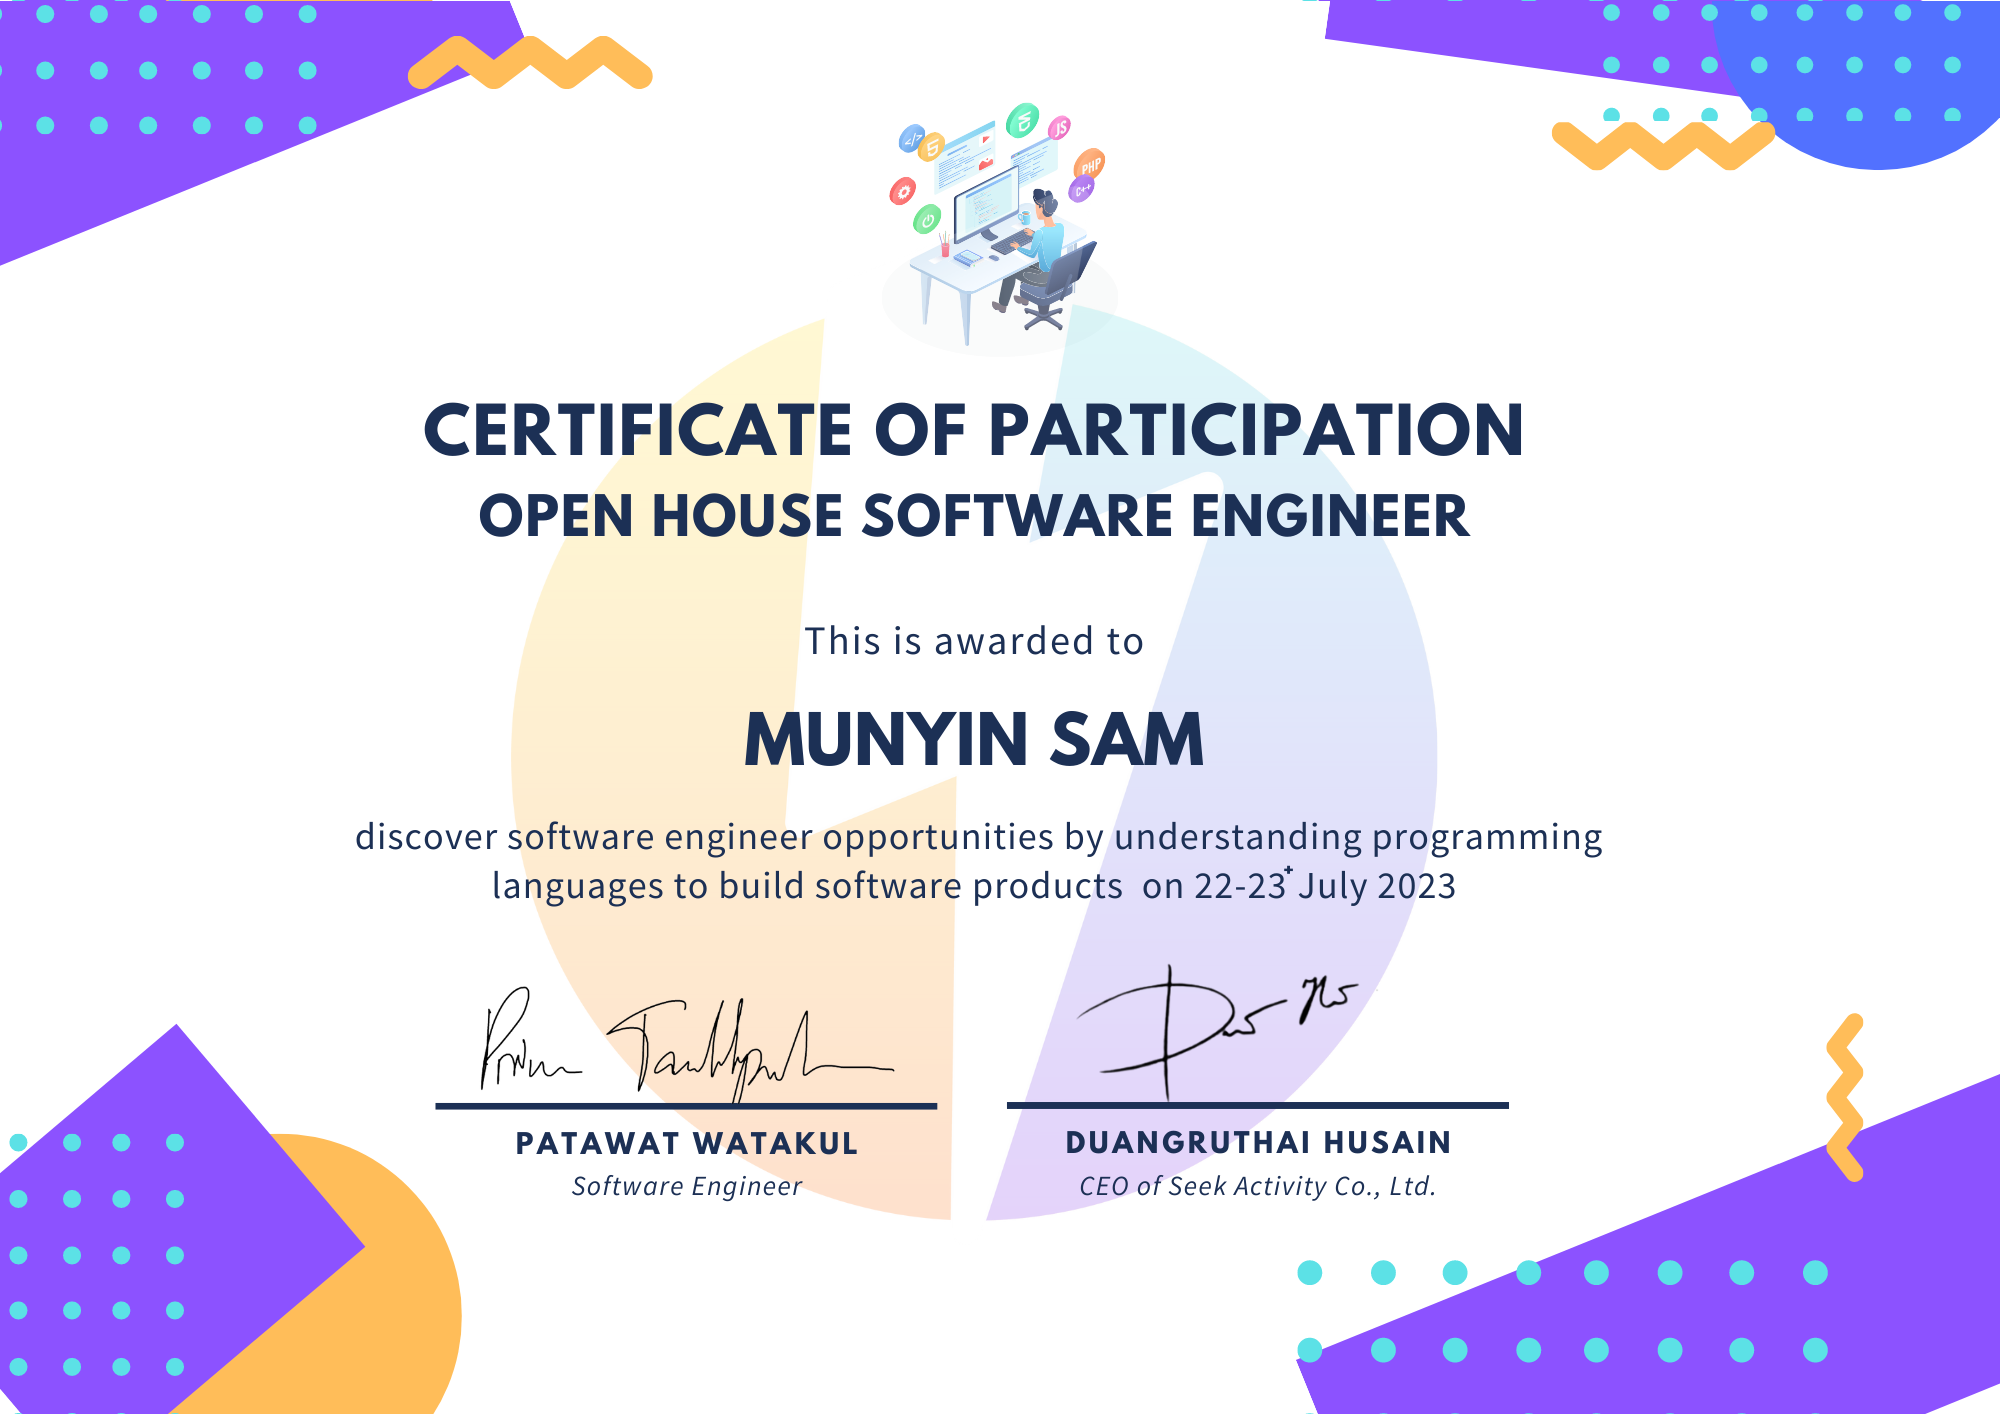 </>
5
JS
PHP
C++
CERTIFICATE OF PARTICIPATION
OPEN HOUSE SOFTWARE ENGINEER
This is awarded to
MUNYIN SAM
discover software engineer opportunities by understanding programming
languages to build software products on 22-23⁺ July 2023
PATAWAT WATAKUL
DUANGRUTHAI HUSAIN
Software Engineer
CEO of Seek Activity Co., Ltd.